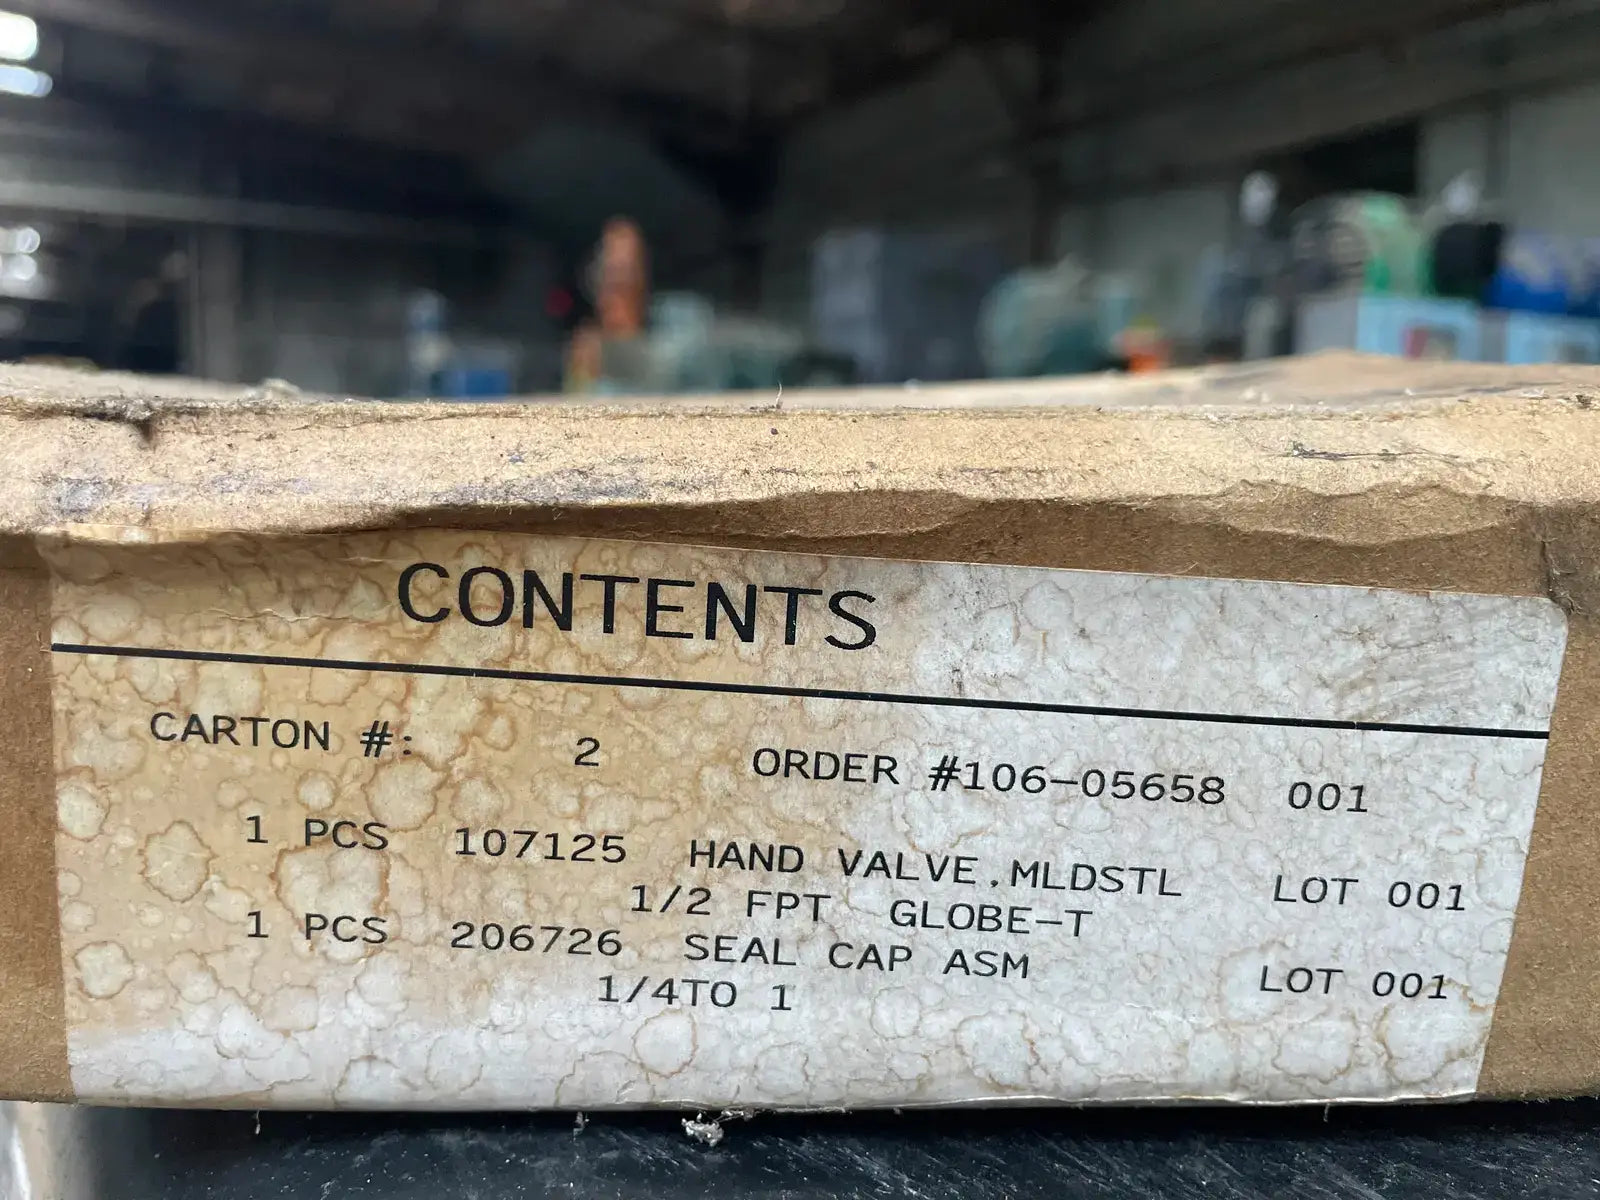 CONTENTS
CARTON #: 2 ORDER #106-05658 001
1 PCS 107125 HAND VALVE.MLDSTL LOT 001
1/2 FPT GLOBE-T
1 PCS 206726 SEAL CAP ASM LOT 001
1/4TO 1